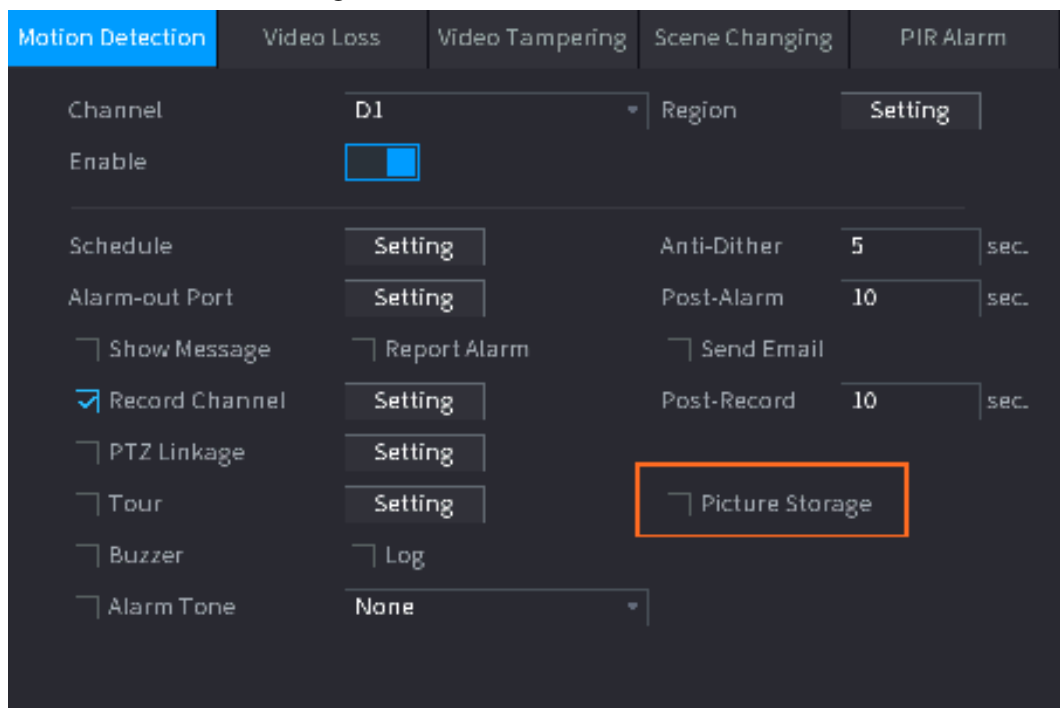 Motion Detection Video Loss Video Tampering Scene Changing PIR Alarm
Channel D1 Region Setting
Enable
Schedule Setting Anti-Dither 5 sec.
Alarm-out Port Setting Post-Alarm 10 sec.
Show Message Report Alarm Send Email
Record Channel Setting Post-Record 10 sec.
PTZ Linkage Setting
Tour Setting Picture Storage
Buzzer Log
Alarm Tone None